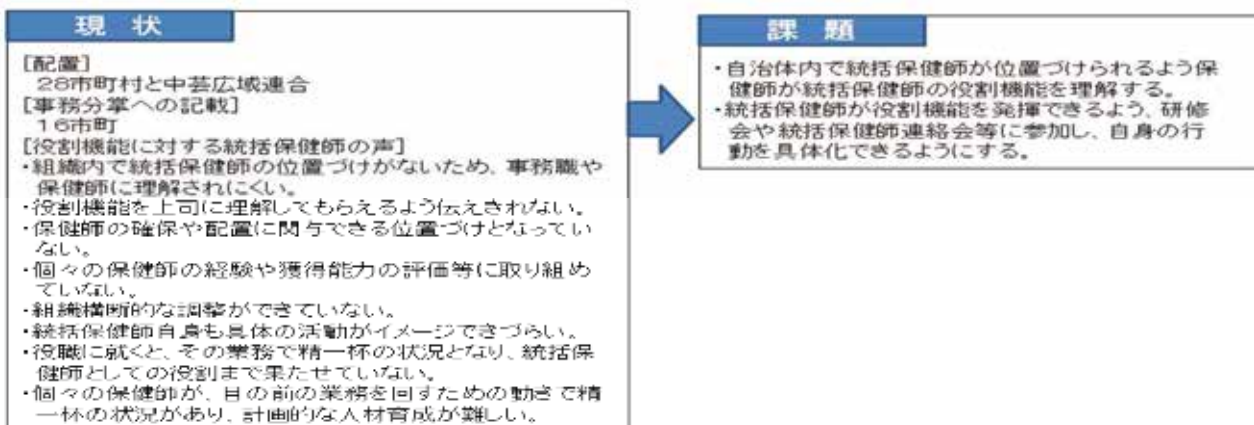 現 状
[配置]
28市町村と中芸広域連合
[事務分掌への記載]
16市町
[役割機能に対する統括保健師の声]
・組織内で統括保健師の位置づけがないため、事務職や
保健師に理解されにくい。
・役割機能を上司に理解してもらえるよう伝えきれない。
・保健師の確保や配置に関与できる位置づけとなってい
ない。
・個々の保健師の経験や獲得能力の評価等に取り組め
ていない。
・組織横断的な調整ができていない。
・統括保健師自身も具体の活動がイメージできづらい。
・役職に就くと、その業務で精一杯の状況となり、統括保
健師としての役割まで果たせていない。
・個々の保健師が、目の前の業務を回すための動きで精
一杯の状況があり、計画的な人材育成が難しい。
課 題
・自治体内で統括保健師が位置づけられるよう保
健師が統括保健師の役割機能を理解する。
・統括保健師が役割機能を発揮できるよう、研修
会や統括保健師連絡会等に参加し、自身の行
動を具体化できるようにする。